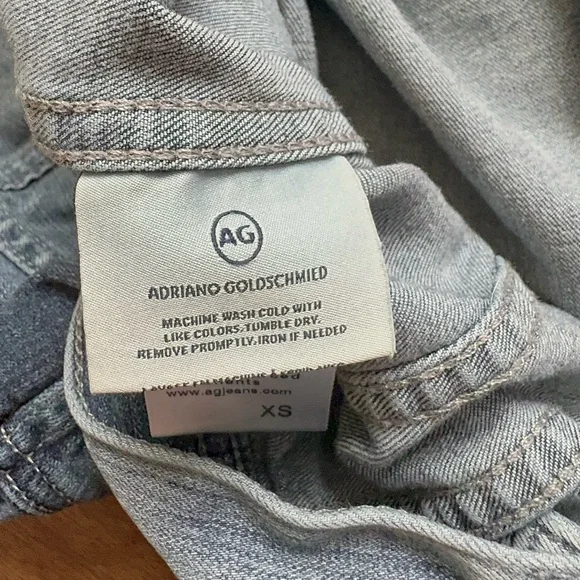 AG
ADRIANO GOLDSCHMIED
MACHINE WASH COLD WITH
LIKE COLORS. TUMBLE DRY.
REMOVE PROMPTLY, IRON IF NEEDED
www.agjeans.com
XS